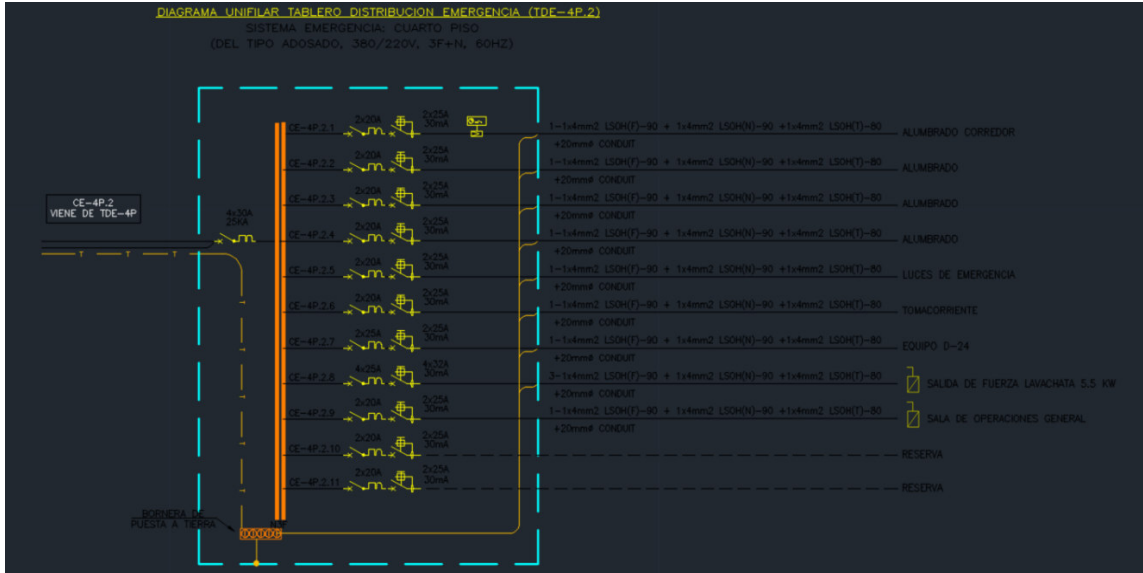 DIAGRAMA UNIFILAR TABLERO DISTRIBUCION EMERGENCIA (TDE-4P.2)
SISTEMA EMERGENCIA: CUARTO PISO
(DEL TIPO ADOSADO, 380/220V, 3F+N, 60HZ)
CE-4P.2
VIENE DE TDE-4P
4x30A
25KA
T T T
CE-4P.2.1 2x20A 2x25A 30mA 1-1x4mm2 LSOH(F)-90 + 1x4mm2 LSOH(N)-90 +1x4mm2 LSOH(T)-80 ALUMBRADO CORREDOR
+20mmø CONDUIT
CE-4P.2.2 2x20A 2x25A 30mA 1-1x4mm2 LSOH(F)-90 + 1x4mm2 LSOH(N)-90 +1x4mm2 LSOH(T)-80 ALUMBRADO
+20mmø CONDUIT
CE-4P.2.3 2x20A 2x25A 30mA 1-1x4mm2 LSOH(F)-90 + 1x4mm2 LSOH(N)-90 +1x4mm2 LSOH(T)-80 ALUMBRADO
+20mmø CONDUIT
CE-4P.2.4 2x20A 2x25A 30mA 1-1x4mm2 LSOH(F)-90 + 1x4mm2 LSOH(N)-90 +1x4mm2 LSOH(T)-80 ALUMBRADO
+20mmø CONDUIT
CE-4P.2.5 2x20A 2x25A 30mA 1-1x4mm2 LSOH(F)-90 + 1x4mm2 LSOH(N)-90 +1x4mm2 LSOH(T)-80 LUCES DE EMERGENCIA
+20mmø CONDUIT
CE-4P.2.6 2x20A 2x25A 30mA 1-1x4mm2 LSOH(F)-90 + 1x4mm2 LSOH(N)-90 +1x4mm2 LSOH(T)-80 TOMACORRIENTE
+20mmø CONDUIT
CE-4P.2.7 2x25A 2x25A 30mA 1-1x4mm2 LSOH(F)-90 + 1x4mm2 LSOH(N)-90 +1x4mm2 LSOH(T)-80 EQUIPO D-24
+20mmø CONDUIT
CE-4P.2.8 4x25A 4x32A 30mA 3-1x4mm2 LSOH(F)-90 + 1x4mm2 LSOH(N)-90 +1x4mm2 LSOH(T)-80 SALIDA DE FUERZA LAVACHATA 5.5 KW
+20mmø CONDUIT
CE-4P.2.9 2x20A 2x25A 30mA 1-1x4mm2 LSOH(F)-90 + 1x4mm2 LSOH(N)-90 +1x4mm2 LSOH(T)-80 SALA DE OPERACIONES GENERAL
+20mmø CONDUIT
CE-4P.2.10 2x20A 2x25A 30mA RESERVA
CE-4P.2.11 2x20A 2x25A 30mA RESERVA
BORNERA DE
PUESTA A TIERRA